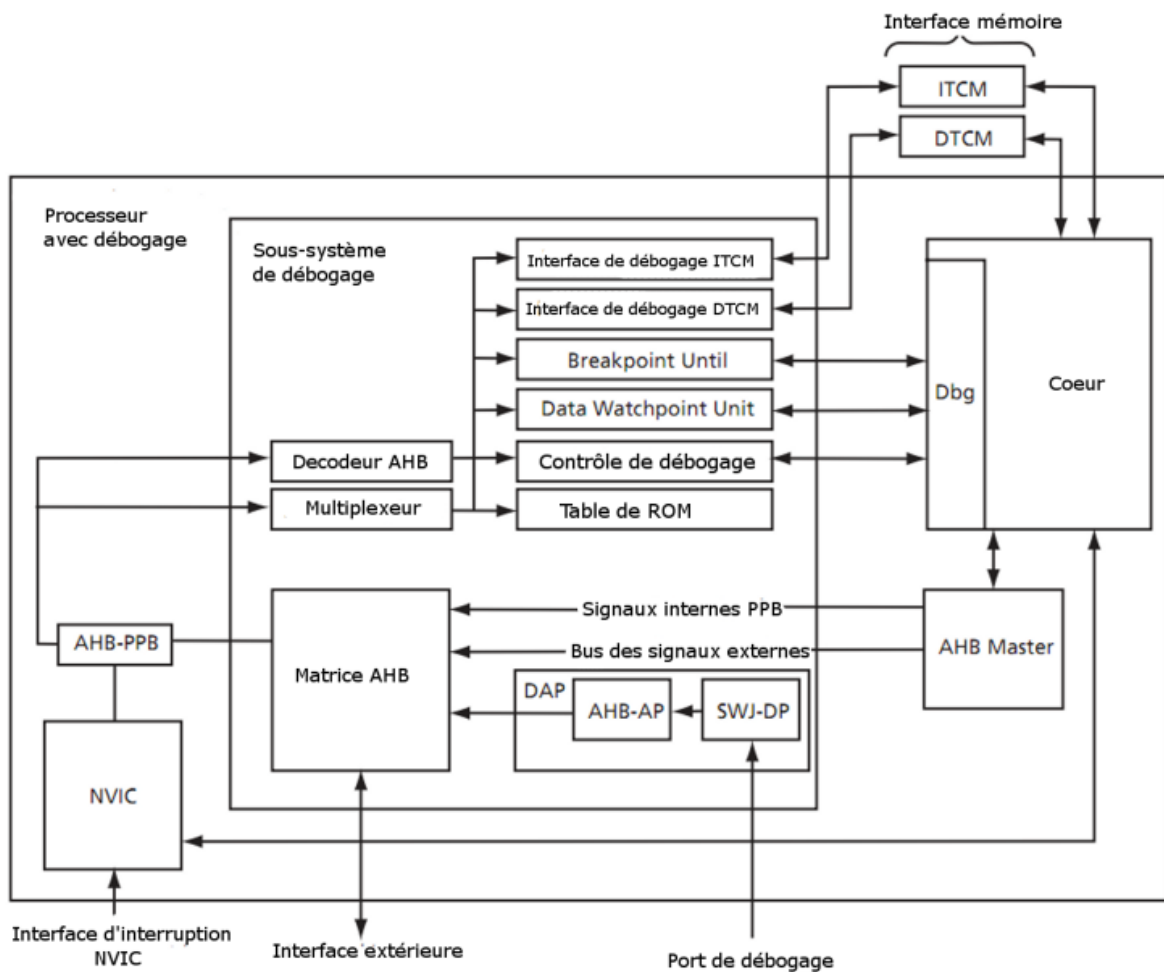 Interface mémoire
ITCM
DTCM
Processeur
avec débogage
Sous-système
de débogage
Interface de débogage ITCM
Interface de débogage DTCM
Breakpoint Until
Data Watchpoint Unit
Decodeur AHB
Contrôle de débogage
Multiplexeur
Table de ROM
Dbg
Coeur
Signaux internes PPB
AHB-PPB
Matrice AHB
Bus des signaux externes
AHB Master
DAP
AHB-AP
SWJ-DP
NVIC
Interface d'interruption
NVIC
Interface extérieure
Port de débogage